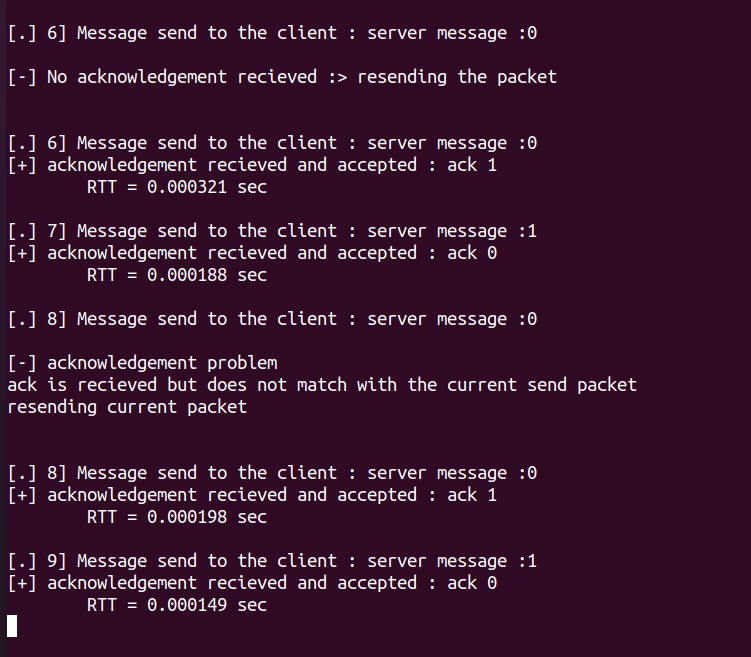 [.] 6] Message send to the client : server message :0
[-] No acknowledgement recieved :> resending the packet
[.] 6] Message send to the client : server message :0
[+] acknowledgement recieved and accepted : ack 1
RTT = 0.000321 sec
[.] 7] Message send to the client : server message :1
[+] acknowledgement recieved and accepted : ack 0
RTT = 0.000188 sec
[.] 8] Message send to the client : server message :0
[-] acknowledgement problem
ack is recieved but does not match with the current send packet
resending current packet
[.] 8] Message send to the client : server message :0
[+] acknowledgement recieved and accepted : ack 1
RTT = 0.000198 sec
[.] 9] Message send to the client : server message :1
[+] acknowledgement recieved and accepted : ack 0
RTT = 0.000149 sec